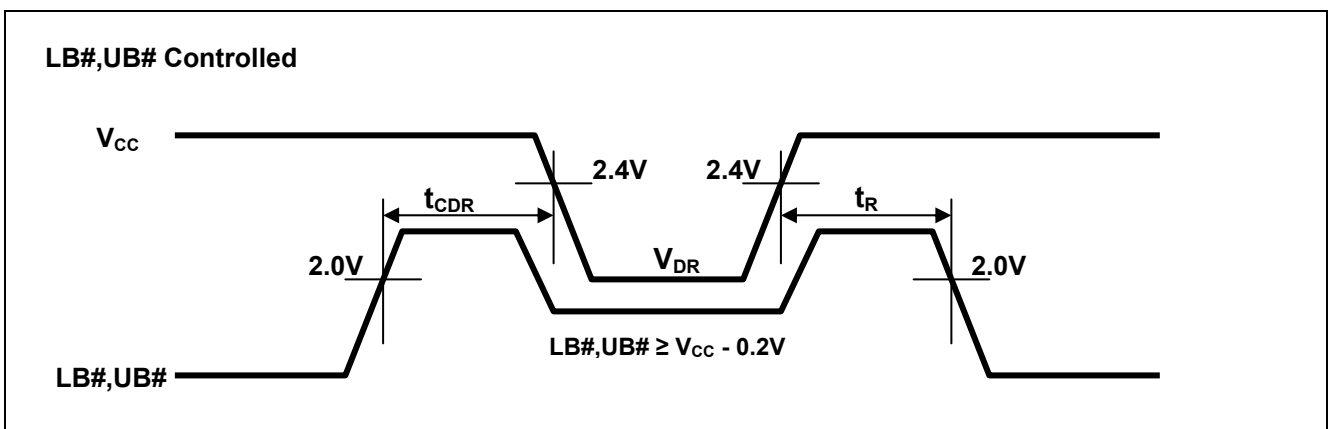 LB#,UB# Controlled
VCC
2.4V 2.4V
tCDR tR
2.0V VDR 2.0V
LB#,UB# ≥ VCC - 0.2V
LB#,UB#